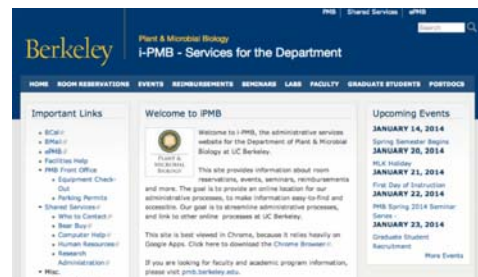 PMB Shared Services ePMB
Search
Berkeley
Plant & Microbial Biology
i-PMB - Services for the Department
HOME ROOM RESERVATIONS EVENTS REIMBURSEMENTS SEMINARS LABS FACULTY GRADUATE STUDENTS POSTDOCS
Important Links
BCal
BMail
ePMB
Facilities Help
PMB Front Office
Equipment Check-
Out
Parking Permits
Shared Services
Who to Contact
Bear Buy
Computer Help
Human Resources
Research
Administration
Misc.
Welcome to iPMB
PLANT &
MICROBIAL
BIOLOGY
Welcome to i-PMB, the administrative services
website for the Department of Plant & Microbial
Biology at UC Berkeley.
This site provides information about room
reservations, events, seminars, reimbursements
and more. The goal is to provide an online location for our
administrative processes, to make information easy-to-find and
accessible. Our goal is to streamline administrative processes,
and link to other online processes at UC Berkeley.
This site is best viewed in Chrome, because it relies heavily on
Google Apps. Click here to download the Chrome Browser.
If you are looking for faculty and academic program information,
please visit pmb.berkeley.edu.
Upcoming Events
JANUARY 14, 2014
Spring Semester Begins
JANUARY 20, 2014
MLK Holiday
JANUARY 21, 2014
First Day of Instruction
JANUARY 22, 2014
PMB Spring 2014 Seminar
Series -
JANUARY 23, 2014
Graduate Student
Recruitment
More Events